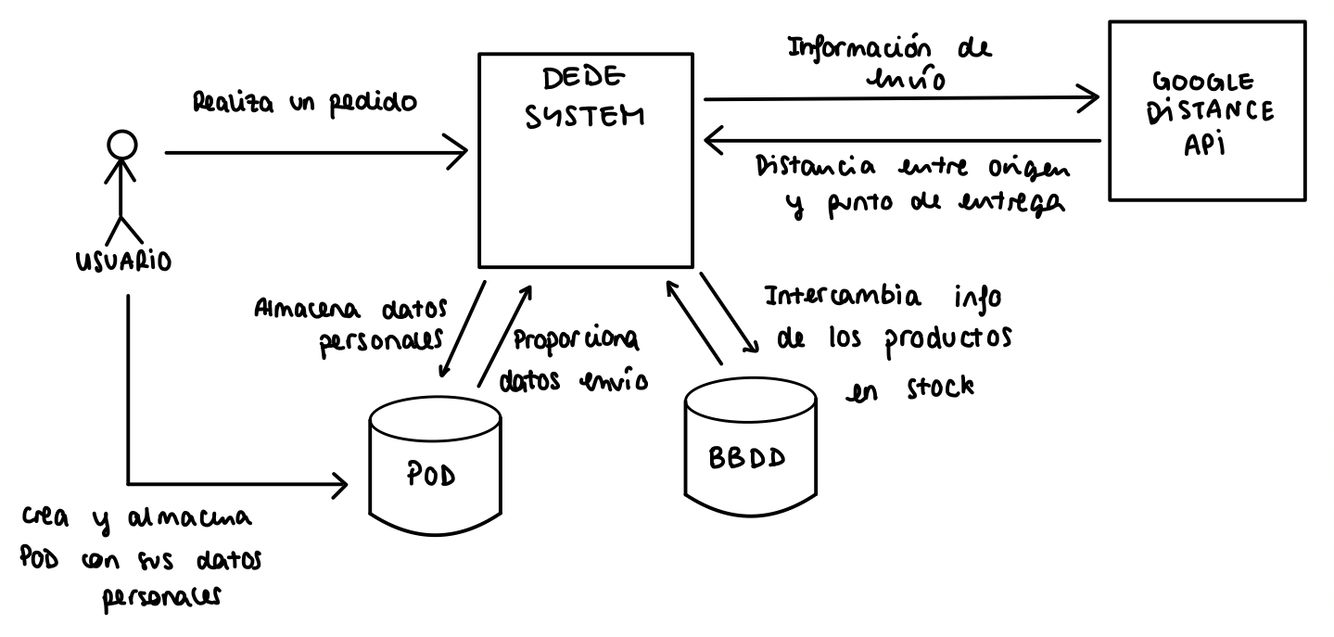 Información de
envío
DEDE
SYSTEM
GOOGLE
DISTANCE
API
Realiza un pedido
Distancia entre origen
y punto de entrega
USUARIO
Almacena datos
personales
Proporciona
datos envío
Intercambia info
de los productos
en stock
POD
BBDD
Crea y almacena
POD con sus datos
personales